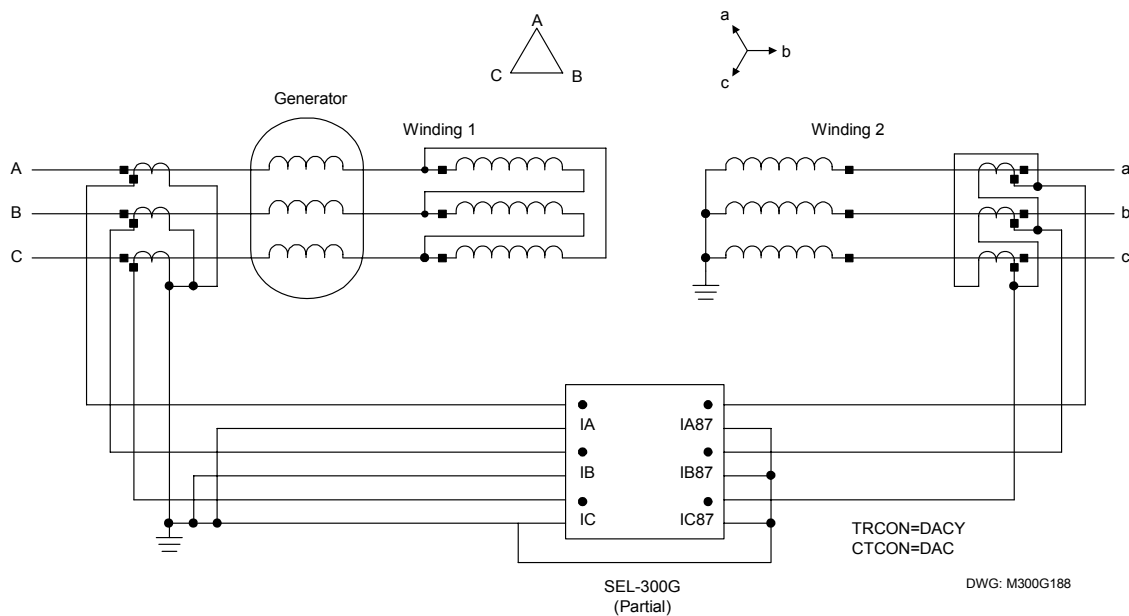 A
C
B
a
b
c
Generator
Winding 1
Winding 2
A
B
C
a
b
c
IA
IB
IC
IA87
IB87
IC87
TRCON=DACY
CTCON=DAC
SEL-300G
(Partial)
DWG: M300G188